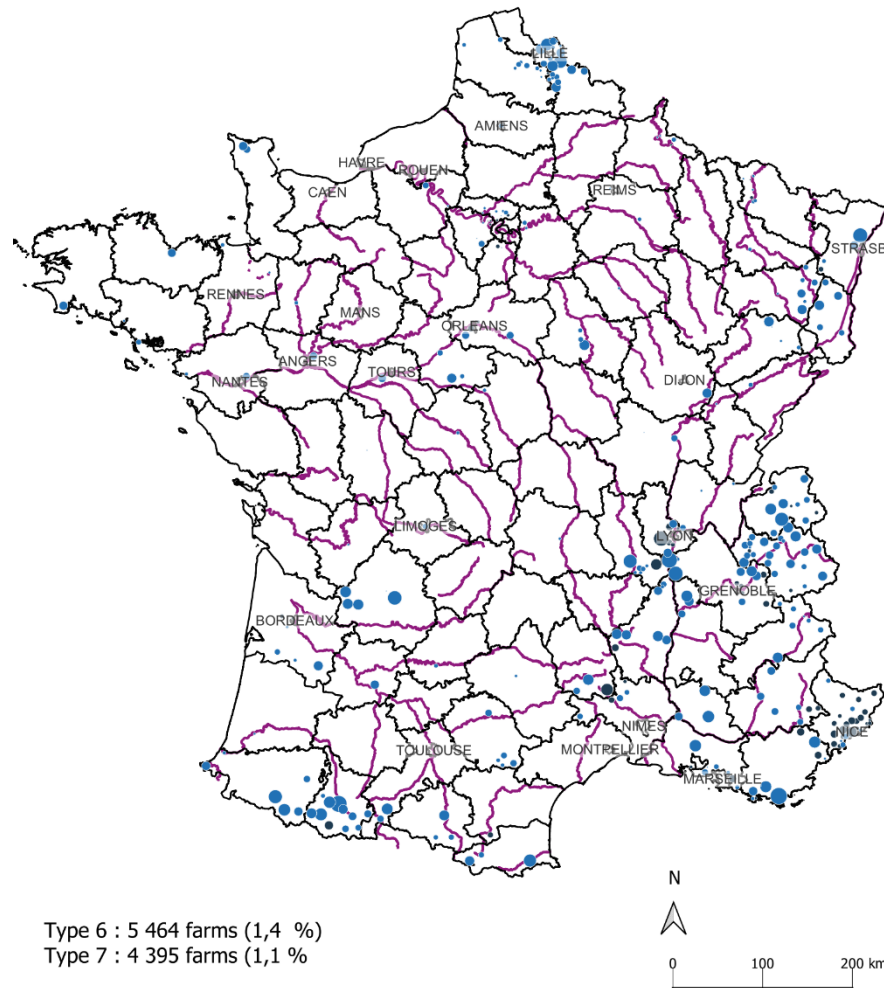 LILLE
AMIENS
HAVRE
ROUEN
CAEN
REIMS
STRASB
RENNES
MANS
ORLEANS
ANGERS
TOURS
NANTES
DIJON
LIMOGES
LYON
GRENOBLE
BORDEAUX
NIMES
NICE
TOULOUSE
MONTPELLIER
MARSEILLE
N
Type 6 : 5 464 farms (1,4 %)
Type 7 : 4 395 farms (1,1 %
0 100 200 km